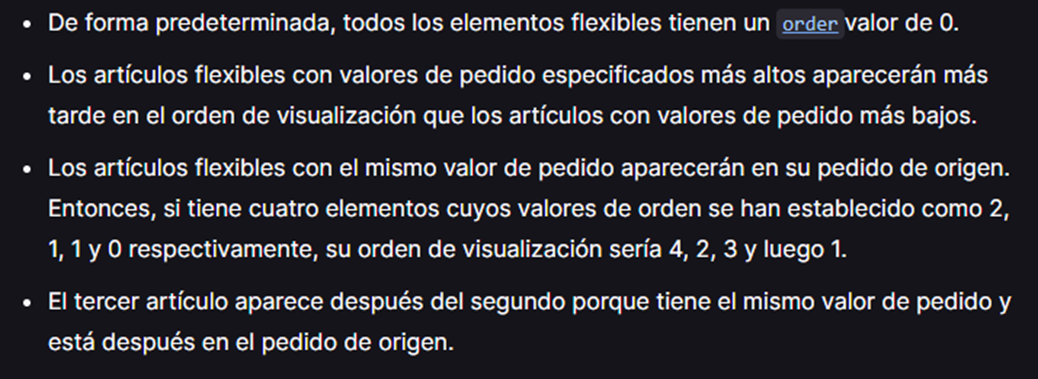 De forma predeterminada, todos los elementos flexibles tienen un order valor de 0.
Los artículos flexibles con valores de pedido especificados más altos aparecerán más
tarde en el orden de visualización que los artículos con valores de pedido más bajos.
Los artículos flexibles con el mismo valor de pedido aparecerán en su pedido de origen.
Entonces, si tiene cuatro elementos cuyos valores de orden se han establecido como 2,
1, 1 y 0 respectivamente, su orden de visualización sería 4, 2, 3 y luego 1.
El tercer artículo aparece después del segundo porque tiene el mismo valor de pedido y
está después en el pedido de origen.